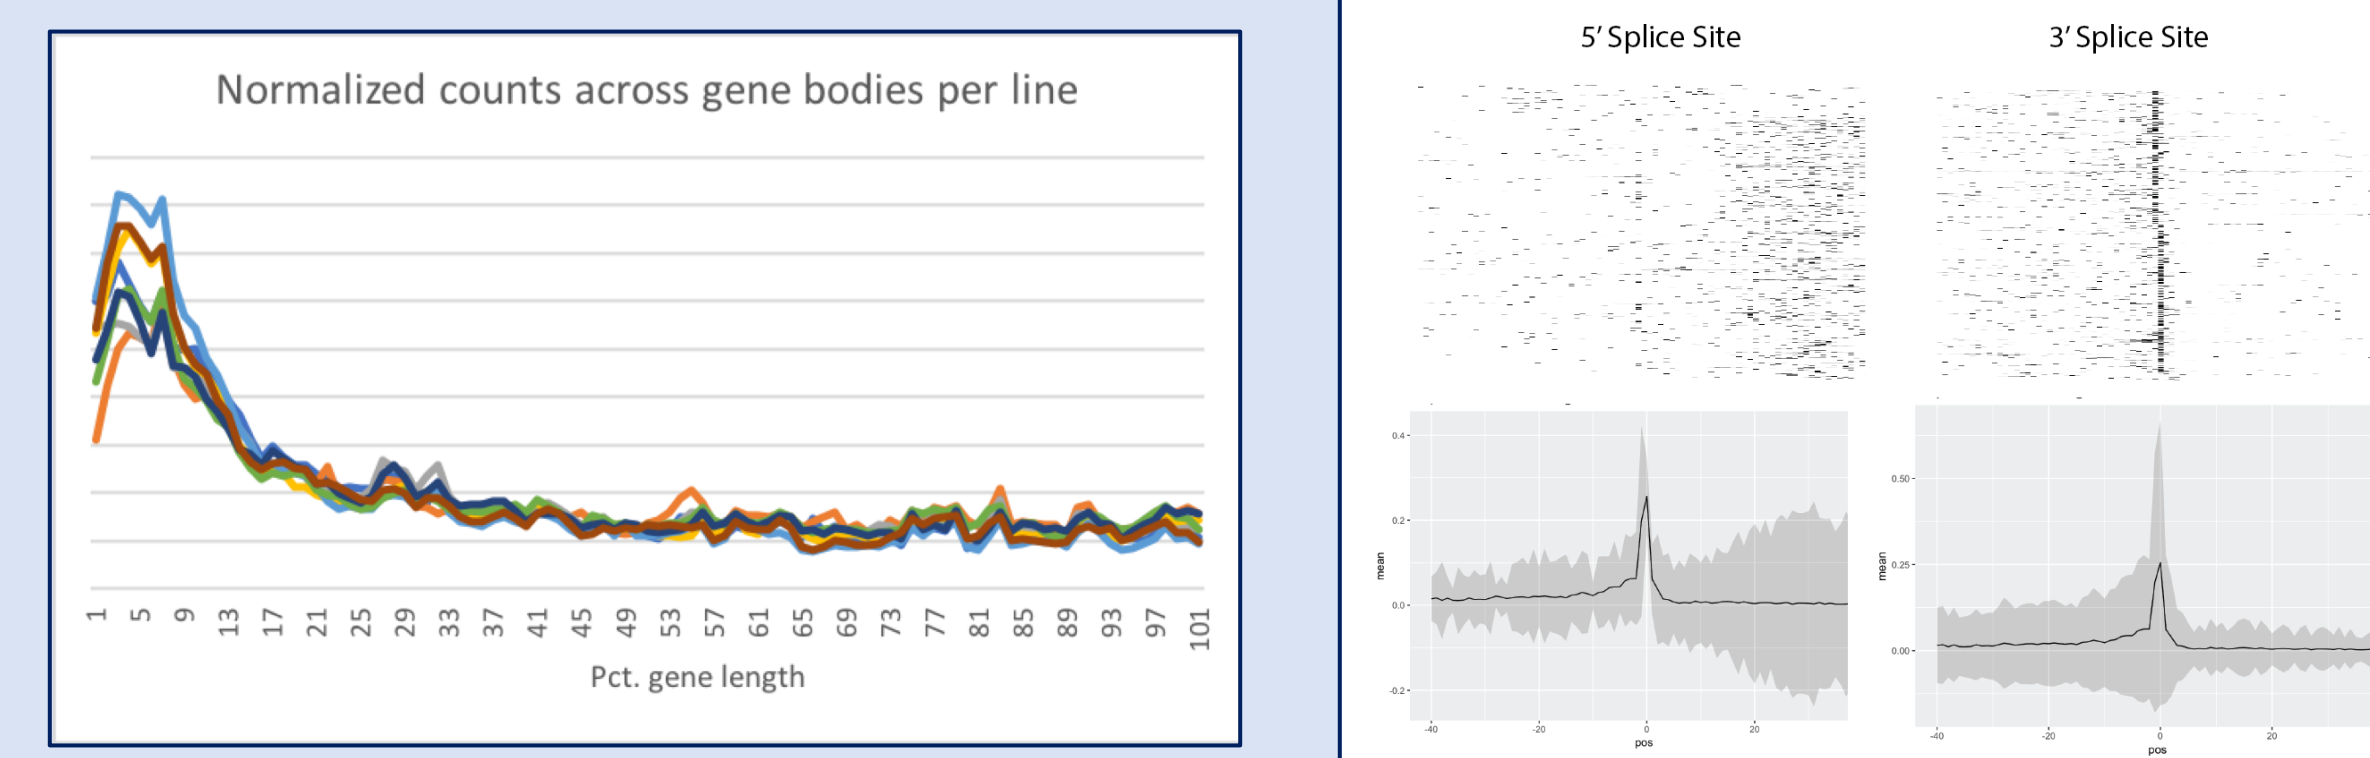 Normalized counts across gene bodies per line
1 5 9 13 17 21 25 29 33 37 41 45 49 53 57 61 65 69 73 77 81 85 89 93 97 101
Pct. gene length
5’ Splice Site
3’ Splice Site
mean
0.4
0.2
0.0
-0.2
-40 -20 0 20
pos
mean
0.50
0.25
0.00
-40 -20 0 20
pos